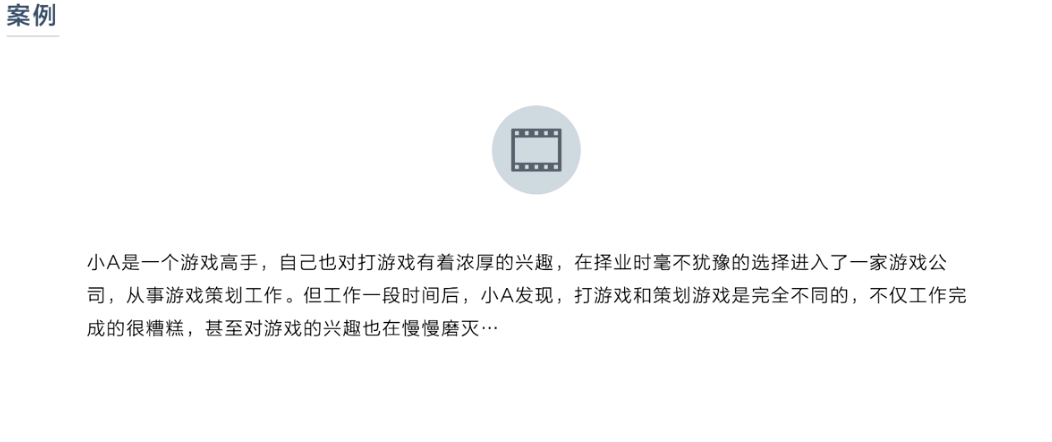 案例
小A是一个游戏高手，自己也对打游戏有着浓厚的兴趣，在择业时毫不犹豫的选择进入了一家游戏公
司，从事游戏策划工作。但工作一段时间后，小A发现，打游戏和策划游戏是完全不同的，不仅工作完
成的很糟糕，甚至对游戏的兴趣也在慢慢磨灭…